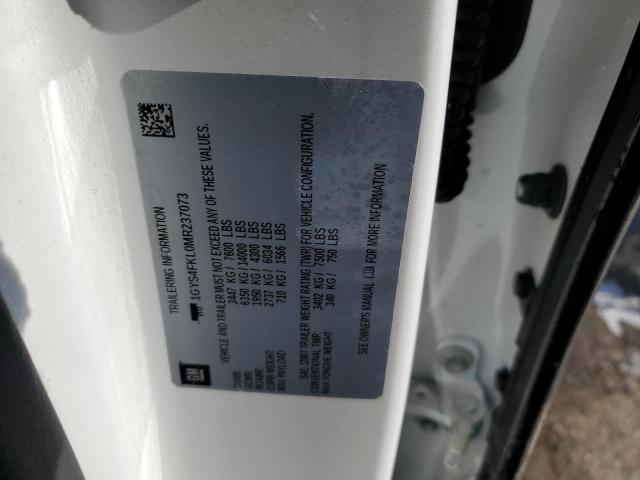 TRAILERING INFORMATION
1GYS4FKL0MR237073
VEHICLE AND TRAILER MUST NOT EXCEED ANY OF THESE VALUES.
GVWR: 3447 KG / 7600 LBS
GCWR: 6350 KG / 14000 LBS
RGAWR: 1950 KG / 4300 LBS
CURB WEIGHT: 2737 KG / 6034 LBS
MAX PAYLOAD: 710 KG / 1566 LBS
SAE J2807 TRAILER WEIGHT RATING (TWR) FOR VEHICLE CONFIGURATION.
CONVENTIONAL TWR: 3402 KG / 7500 LBS
MAX TONGUE WEIGHT: 340 KG / 750 LBS
SEE OWNER'S MANUAL FOR MORE INFORMATION
GM